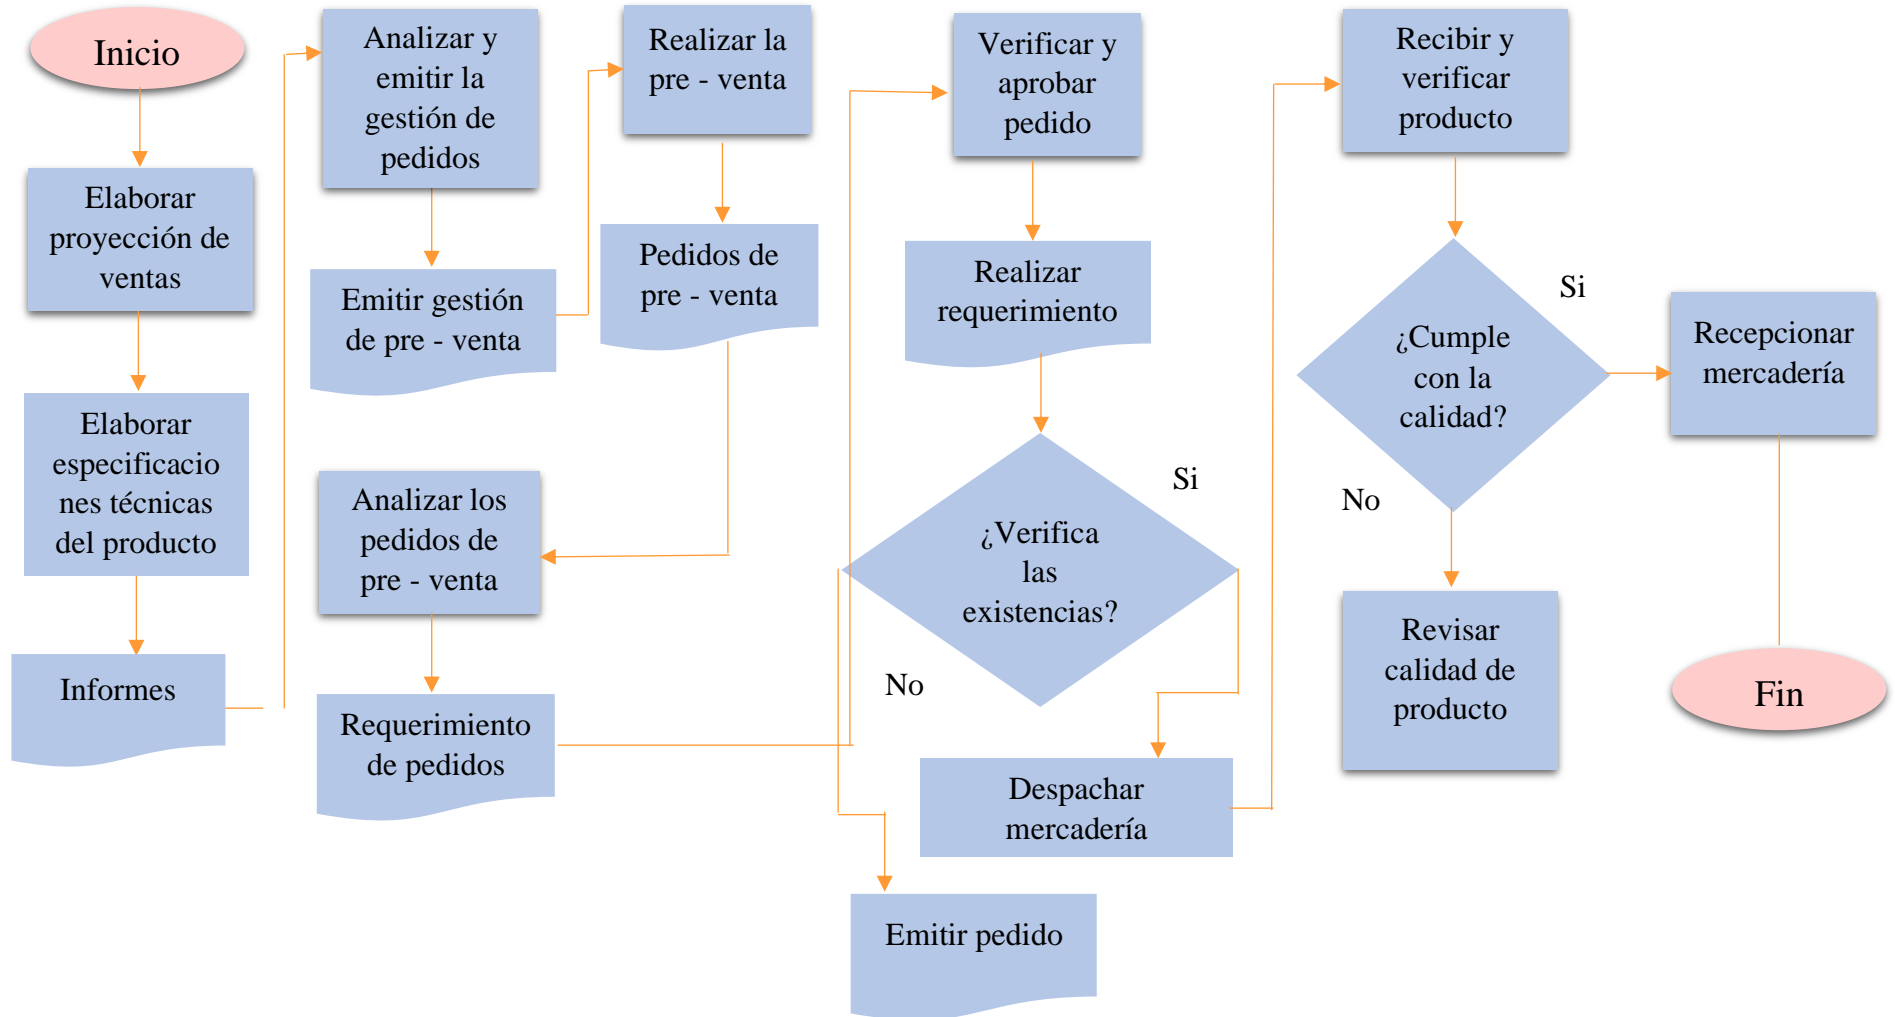 Inicio
Elaborar
proyección de
ventas
Elaborar
especificacio
nes técnicas
del producto
Informes
Analizar y
emitir la
gestión de
pedidos
Emitir gestión
de pre - venta
Realizar la
pre - venta
Pedidos de
pre - venta
Analizar los
pedidos de
pre - venta
Requerimiento
de pedidos
Verificar y
aprobar
pedido
Realizar
requerimiento
¿Verifica
las
existencias?
Si
No
Despachar
mercadería
Emitir pedido
Recibir y
verificar
producto
¿Cumple
con la
calidad?
Si
No
Revisar
calidad de
producto
Recepcionar
mercadería
Fin